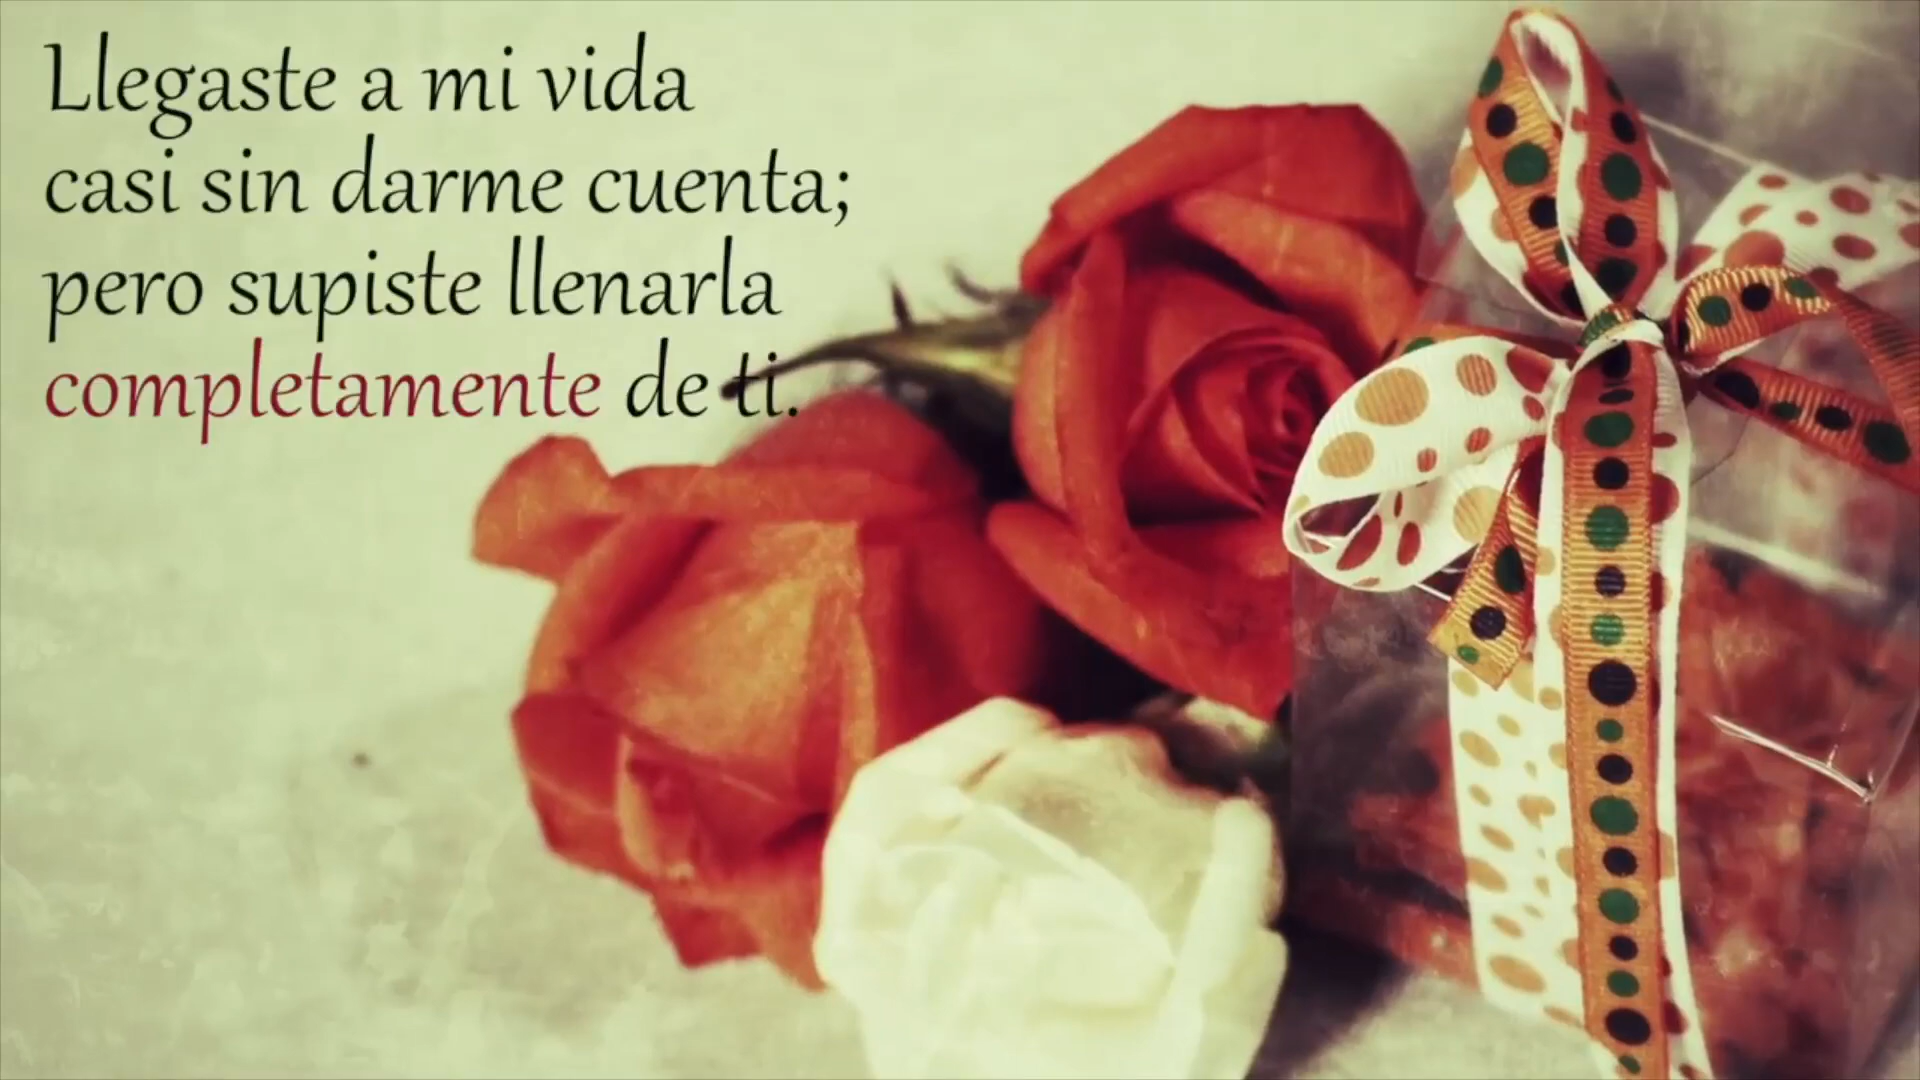 Llegaste a mi vida
casi sin darme cuenta;
pero supiste llenarla
completamente de ti.